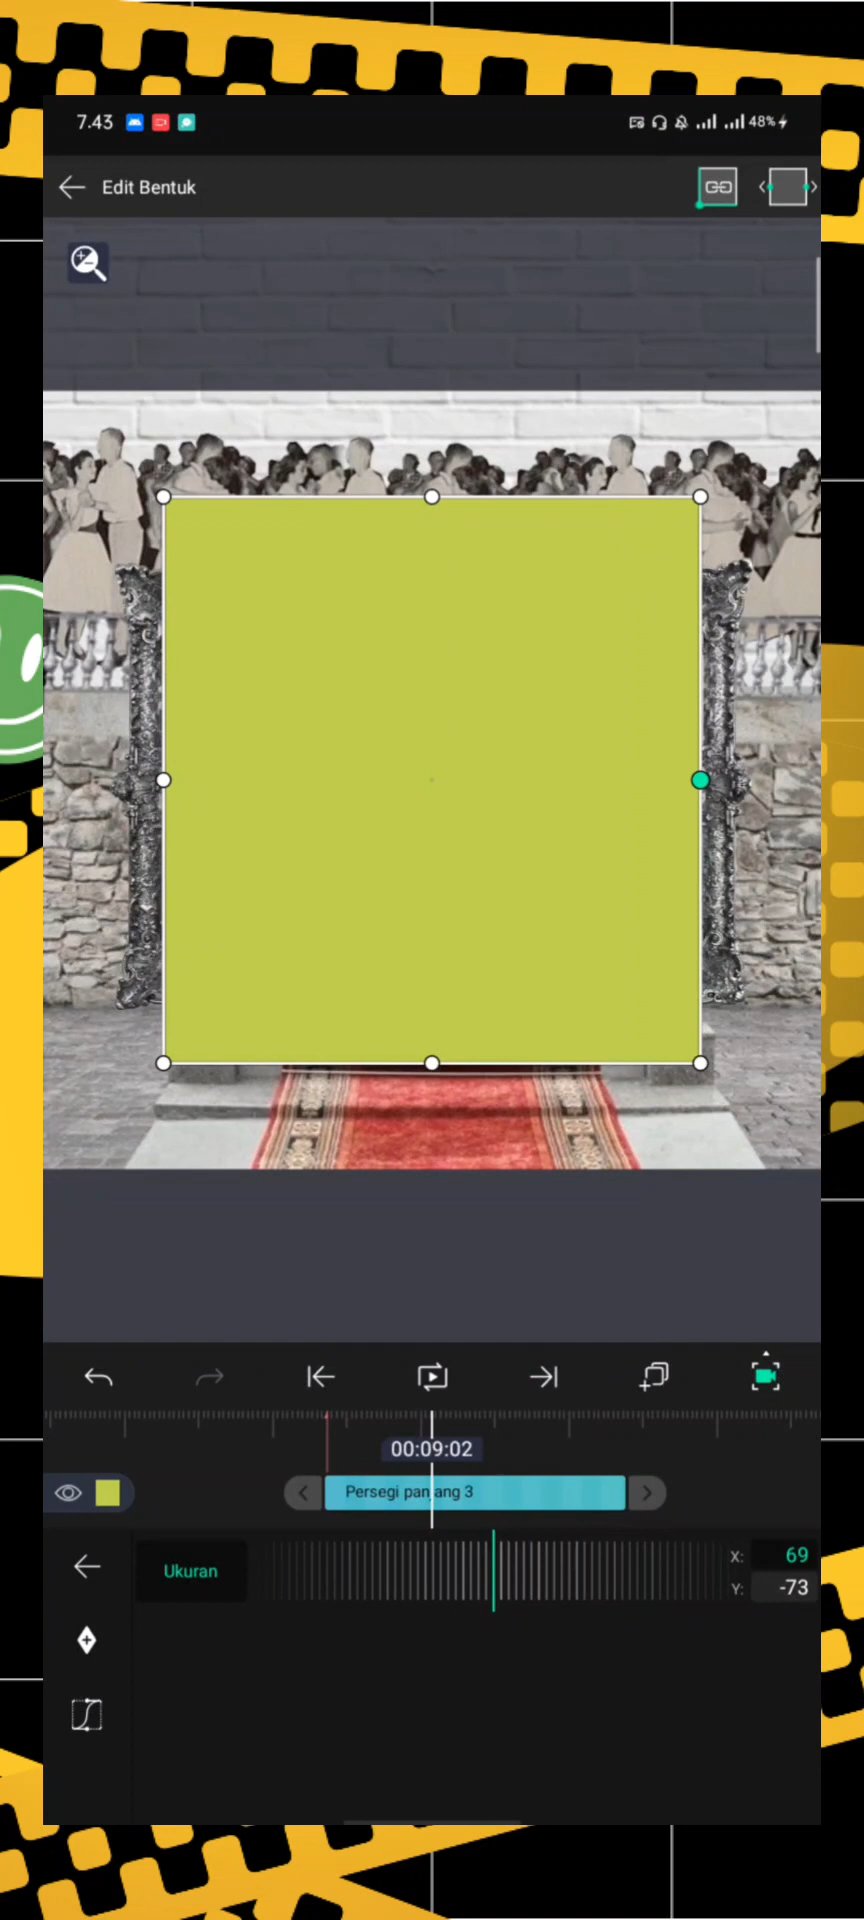 7.43
48%
Edit Bentuk
00:09:02
Persegi panjang 3
Ukuran
X: 69
Y: -73